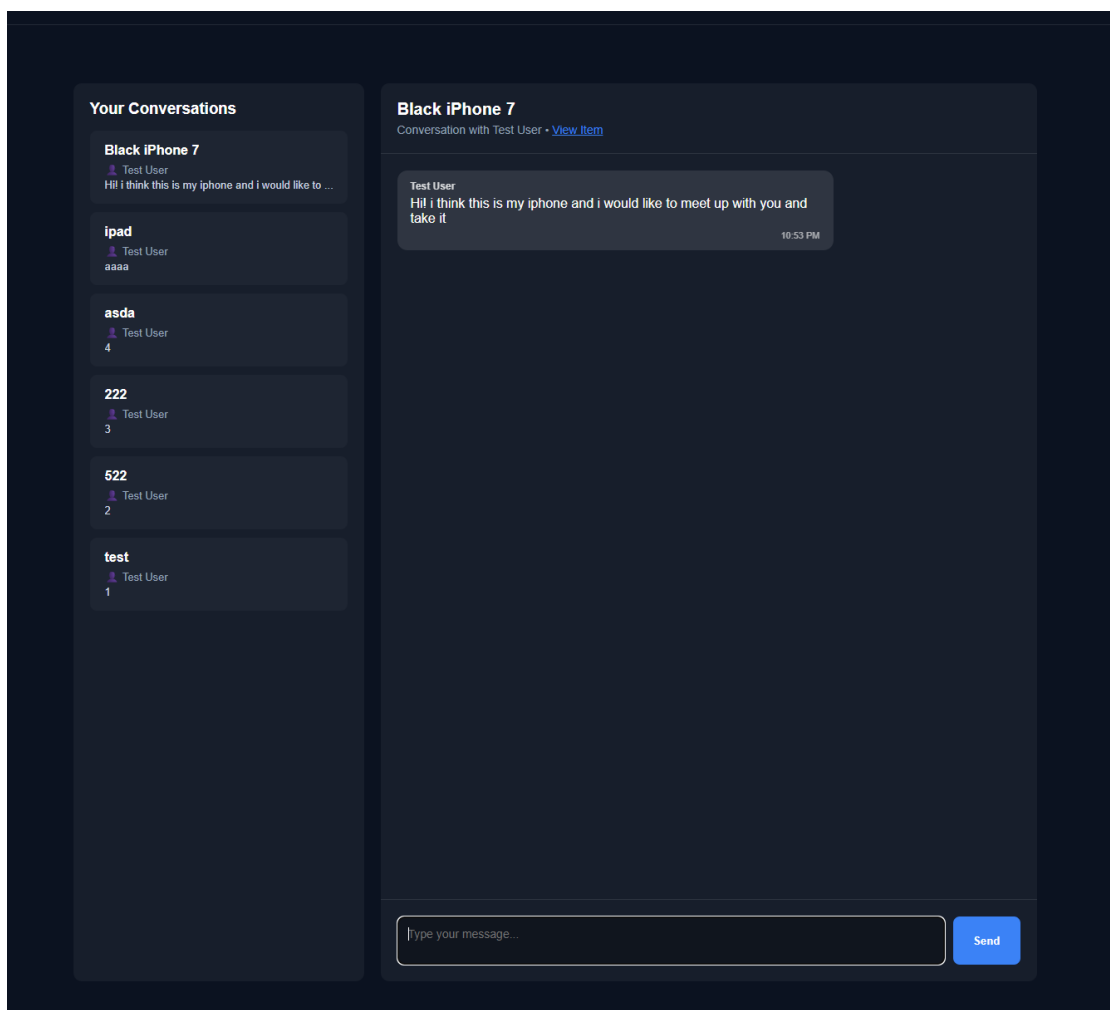 Your Conversations
Black iPhone 7
Test User
Hi! i think this is my iphone and i would like to ...
ipad
Test User
aaaa
asda
Test User
4
222
Test User
3
522
Test User
2
test
Test User
1
Black iPhone 7
Conversation with Test User • View Item
Test User
Hi! i think this is my iphone and i would like to meet up with you and
take it
10:53 PM
Type your message...
Send